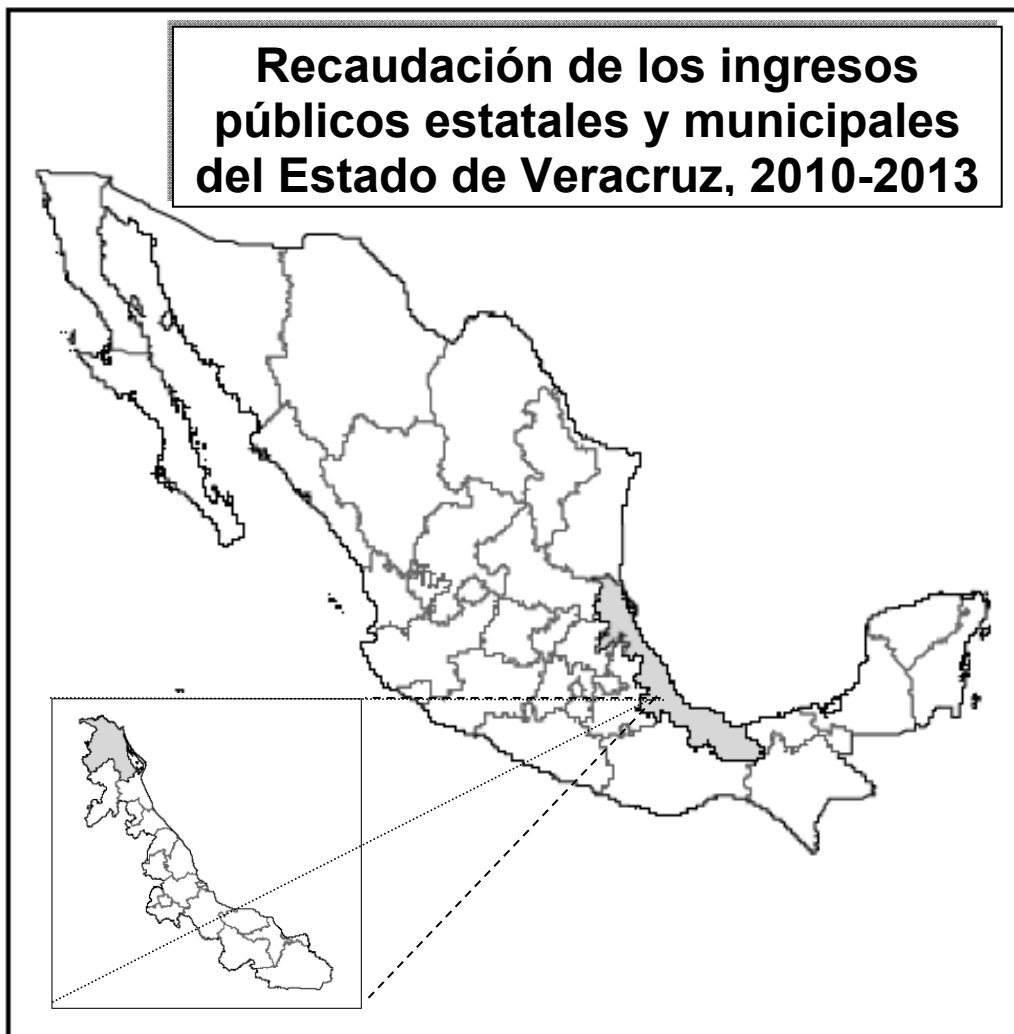 Recaudación de los ingresos
públicos estatales y municipales
del Estado de Veracruz, 2010-2013